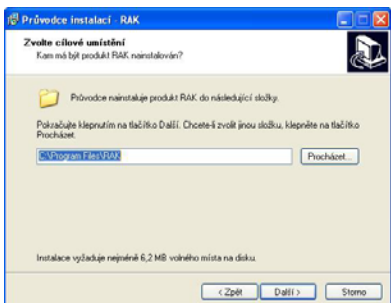 Průvodce instalací - RAK
Zvolte cílové umístění
Kam má být produkt RAK nainstalován?
Průvodce nainstaluje produkt RAK do následující složky.
Pokračujte klepnutím na tlačítko Další. Chcete-li zvolit jinou složku, klepněte na tlačítko
Procházet.
C:\Program Files\RAK
Procházet...
Instalace vyžaduje nejméně 6,2 MB volného místa na disku.
< Zpět
Další >
Storno